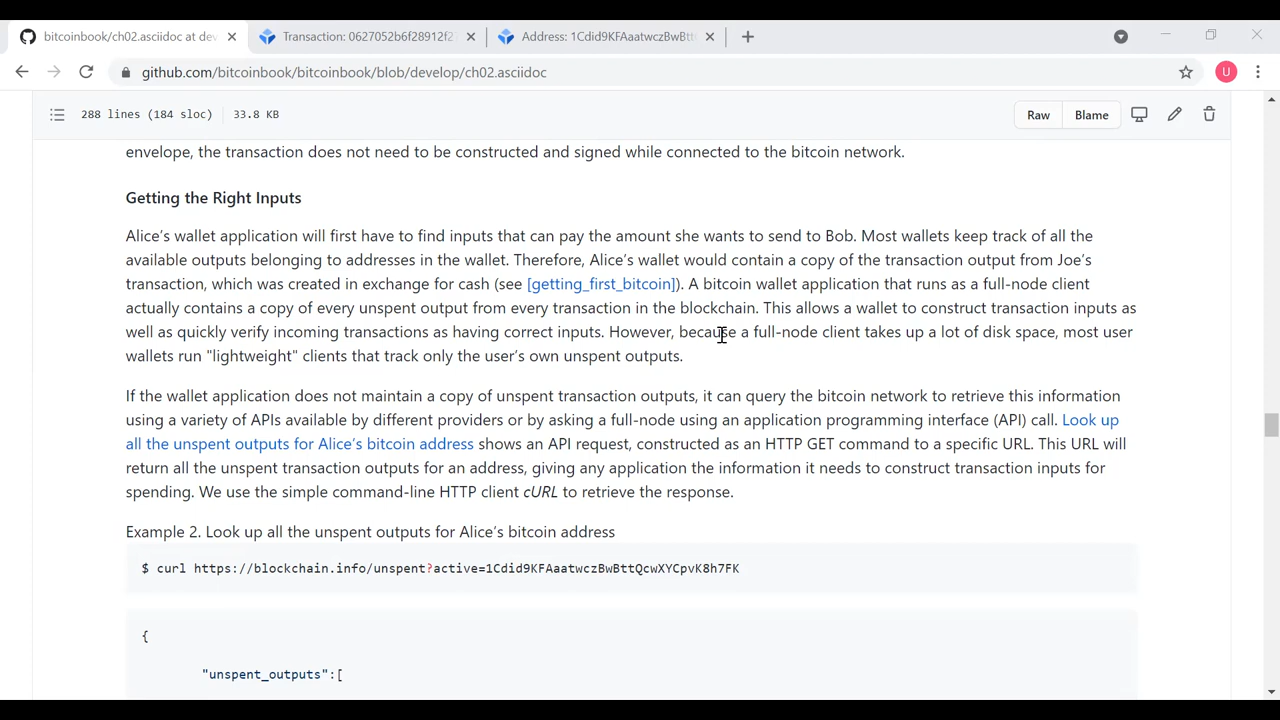 bitcoinbook/ch02.asciidoc at dev
Transaction: 0627052b6f28912f2
Address: 1Cdid9KFAaatwczBwBtt
github.com/bitcoinbook/bitcoinbook/blob/develop/ch02.asciidoc
U
288 lines (184 sloc) 33.8 KB
Raw Blame
envelope, the transaction does not need to be constructed and signed while connected to the bitcoin network.
Getting the Right Inputs
Alice’s wallet application will first have to find inputs that can pay the amount she wants to send to Bob. Most wallets keep track of all the
available outputs belonging to addresses in the wallet. Therefore, Alice’s wallet would contain a copy of the transaction output from Joe’s
transaction, which was created in exchange for cash (see [getting_first_bitcoin]). A bitcoin wallet application that runs as a full-node client
actually contains a copy of every unspent output from every transaction in the blockchain. This allows a wallet to construct transaction inputs as
well as quickly verify incoming transactions as having correct inputs. However, because a full-node client takes up a lot of disk space, most user
wallets run "lightweight" clients that track only the user’s own unspent outputs.
If the wallet application does not maintain a copy of unspent transaction outputs, it can query the bitcoin network to retrieve this information
using a variety of APIs available by different providers or by asking a full-node using an application programming interface (API) call. Look up
all the unspent outputs for Alice’s bitcoin address shows an API request, constructed as an HTTP GET command to a specific URL. This URL will
return all the unspent transaction outputs for an address, giving any application the information it needs to construct transaction inputs for
spending. We use the simple command-line HTTP client cURL to retrieve the response.
Example 2. Look up all the unspent outputs for Alice’s bitcoin address
$ curl https://blockchain.info/unspent?active=1Cdid9KFAaatwczBwBttQcwXYCpvK8h7FK
{
"unspent_outputs":[